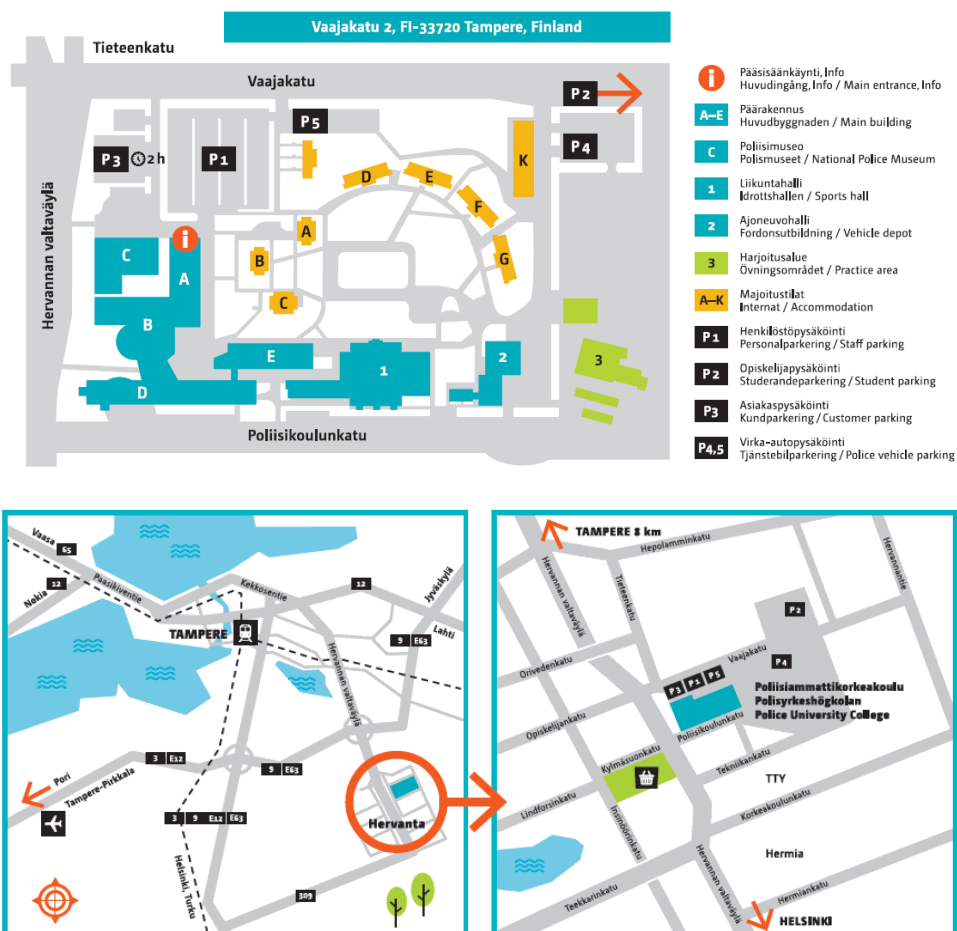 Vaajakatu 2, FI-33720 Tampere, Finland
Tieteenkatu
Vaajakatu
P2
P5
P3
2 h
P1
P4
K
D
E
F
A
B
G
C
i
C
A
B
E
1
2
3
D
Hervannan valtaväylä
Poliisikoulunkatu
i
Pääsisäänkäynti, Info
Huvudingång, Info / Main entrance, Info
A–E
Päärakennus
Huvudbyggnaden / Main building
C
Poliisimuseo
Polismuseet / National Police Museum
1
Liikuntahalli
Idrottshallen / Sports hall
2
Ajoneuvohalli
Fordonsutbildning / Vehicle depot
3
Harjoitusalue
Övningsområdet / Practice area
A–K
Majoitustilat
Internat / Accommodation
P1
Henkilöstöpysäköinti
Personalparkering / Staff parking
P2
Opiskelijapysäköinti
Studerandeparkering / Student parking
P3
Asiakaspysäköinti
Kundparkering / Customer parking
P4,5
Virka-autopysäköinti
Tjänstebilparkering / Police vehicle parking
Vaasa
65
12
Nokia
Paasikiventie
Kekkosentie
12
Jyväskylä
Lahti
9 E63
TAMPERE
Hervannan valtaväylä
3 E12
9 E63
Pori
Tampere-Pirkkala
3 9 E12 E63
Hervanta
Helsinki, Turku
309
TAMPERE 8 km
Hepolamminkatu
Hervannantie
Hervannan valtaväylä
Tieteenkatu
P2
Orivedenkatu
Vaajakatu
P4
P3 P1 P5
Poliisiammattikorkeakoulu
Polisyrkeshögkolan
Police University College
Opiskelijankatu
Poliisikoulunkatu
Kylmäsuonkatu
Tekniikankatu
TTY
Lindforsinkatu
Insinöörinkatu
Korkeakoulunkatu
Hermia
Hervannan valtaväylä
Teekkarinkatu
Hermiankatu
HELSINKI